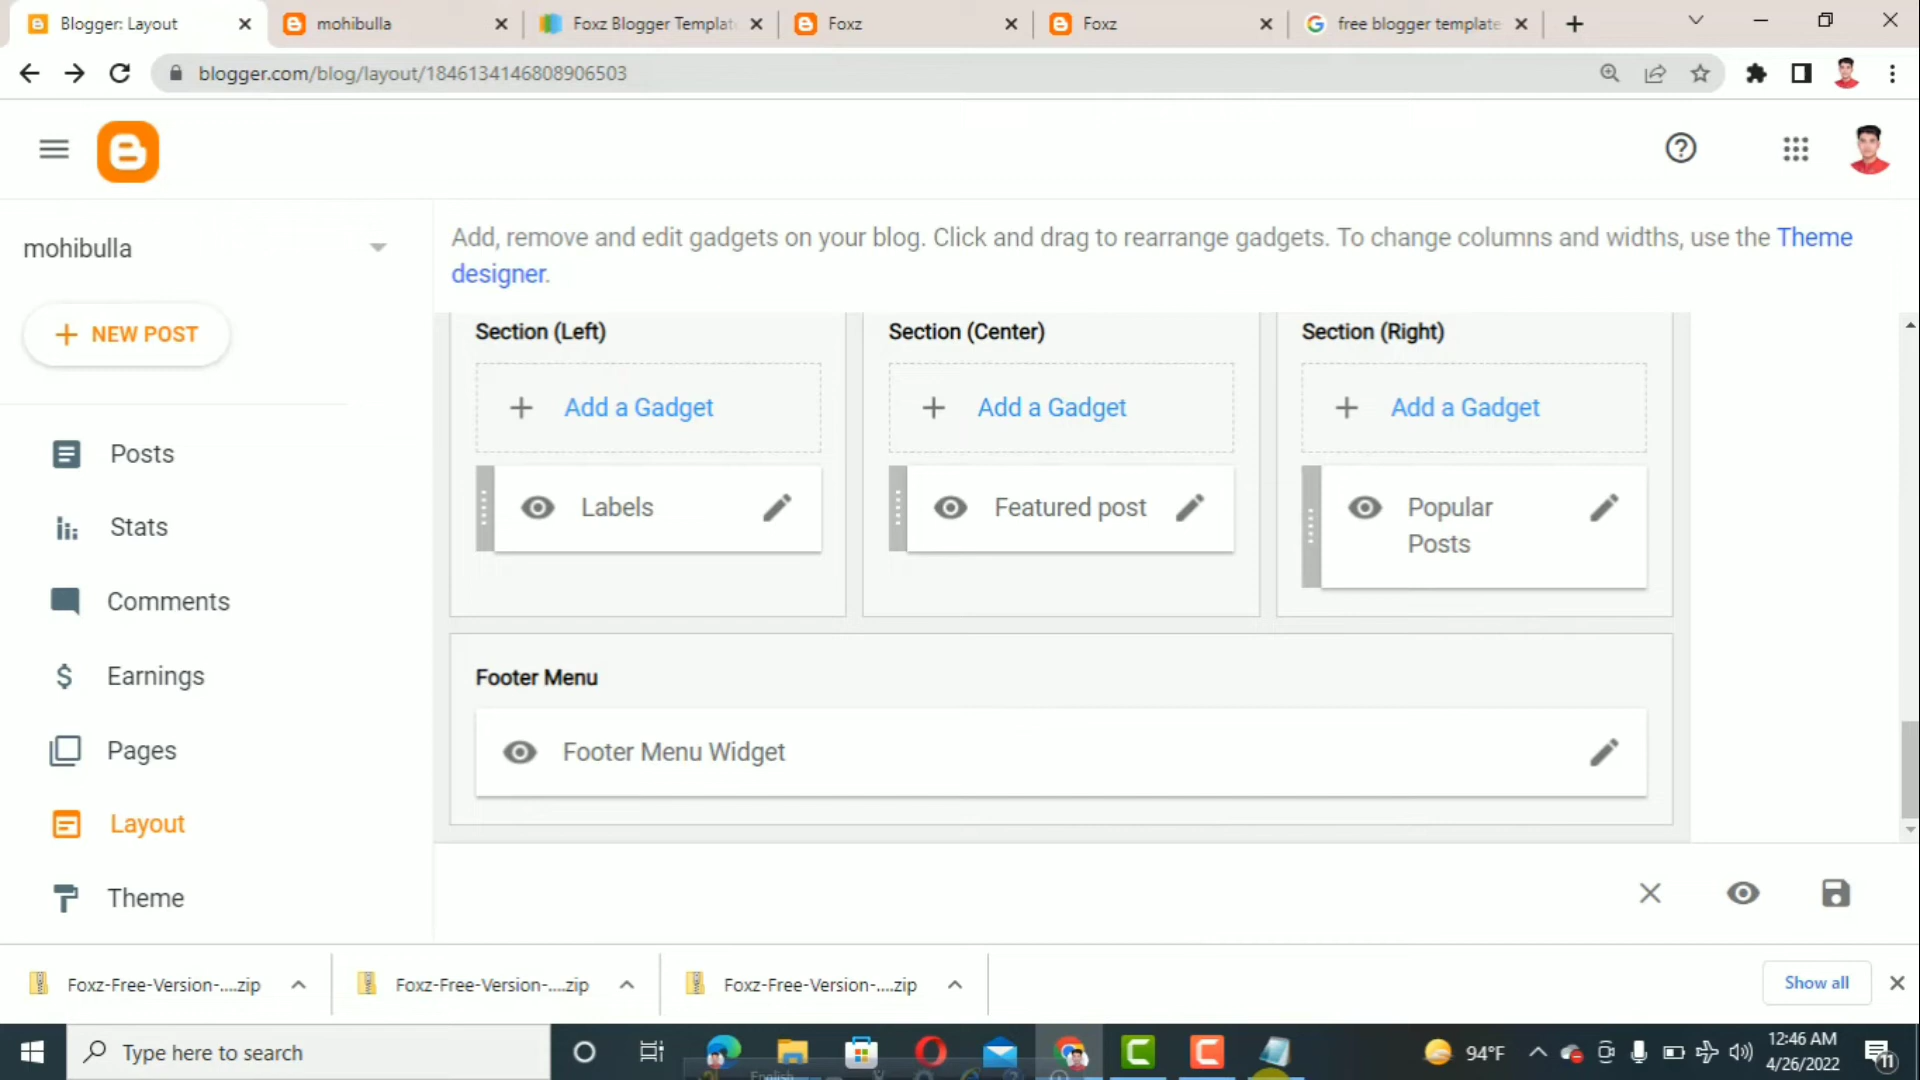 Blogger: Layout
mohibulla
Foxz Blogger Templat
Foxz
Foxz
free blogger template
blogger.com/blog/layout/1846134146808906503
mohibulla
NEW POST
Posts
Stats
Comments
Earnings
Pages
Layout
Theme
Add, remove and edit gadgets on your blog. Click and drag to rearrange gadgets. To change columns and widths, use the Theme
designer.
Section (Left)
Add a Gadget
Labels
Section (Center)
Add a Gadget
Featured post
Section (Right)
Add a Gadget
Popular
Posts
Footer Menu
Footer Menu Widget
Foxz-Free-Version-....zip
Foxz-Free-Version-....zip
Foxz-Free-Version-....zip
Show all
Type here to search
English
94°F
12:46 AM
4/26/2022
11